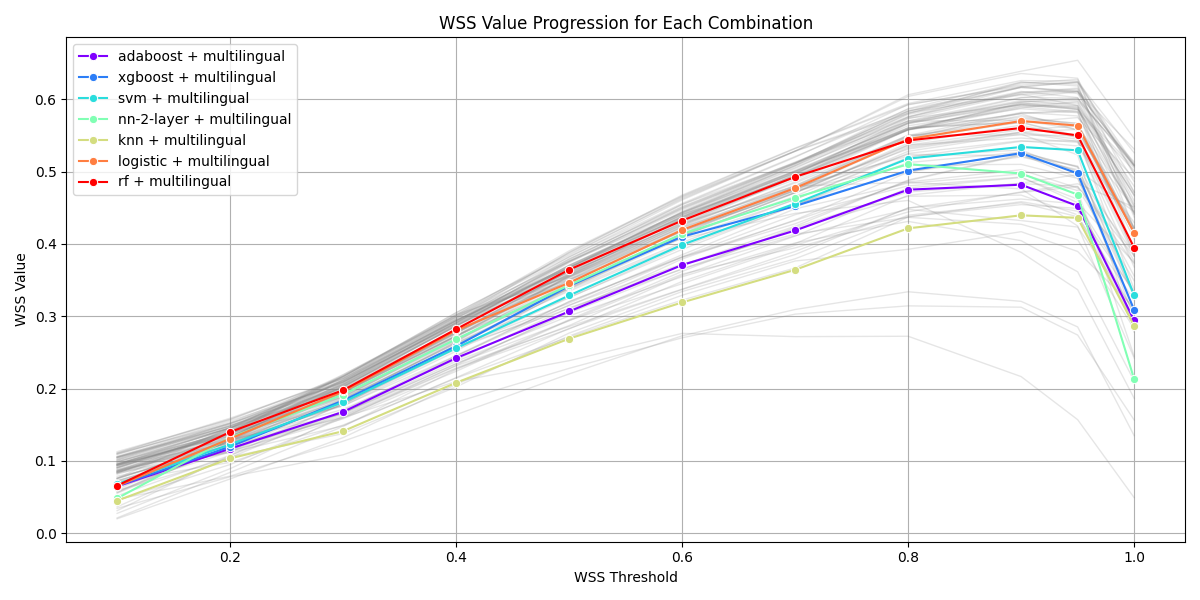 WSS Value Progression for Each Combination
adaboost + multilingual
xgboost + multilingual
svm + multilingual
nn-2-layer + multilingual
knn + multilingual
logistic + multilingual
rf + multilingual
WSS Value
0.6
0.5
0.4
0.3
0.2
0.1
0.0
0.2
0.4
0.6
0.8
1.0
WSS Threshold